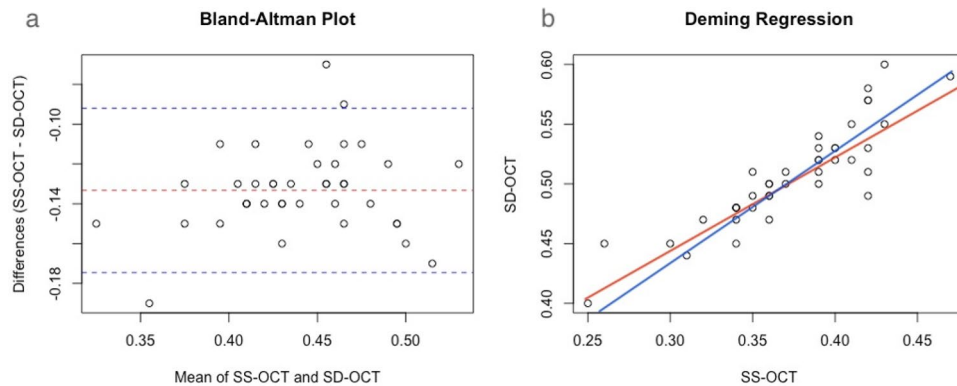 a
Bland-Altman Plot
Differences (SS-OCT - SD-OCT)
-0.10
-0.14
-0.18
0.35
0.40
0.45
0.50
Mean of SS-OCT and SD-OCT
b
Deming Regression
SD-OCT
0.60
0.55
0.50
0.45
0.40
0.25
0.30
0.35
0.40
0.45
SS-OCT